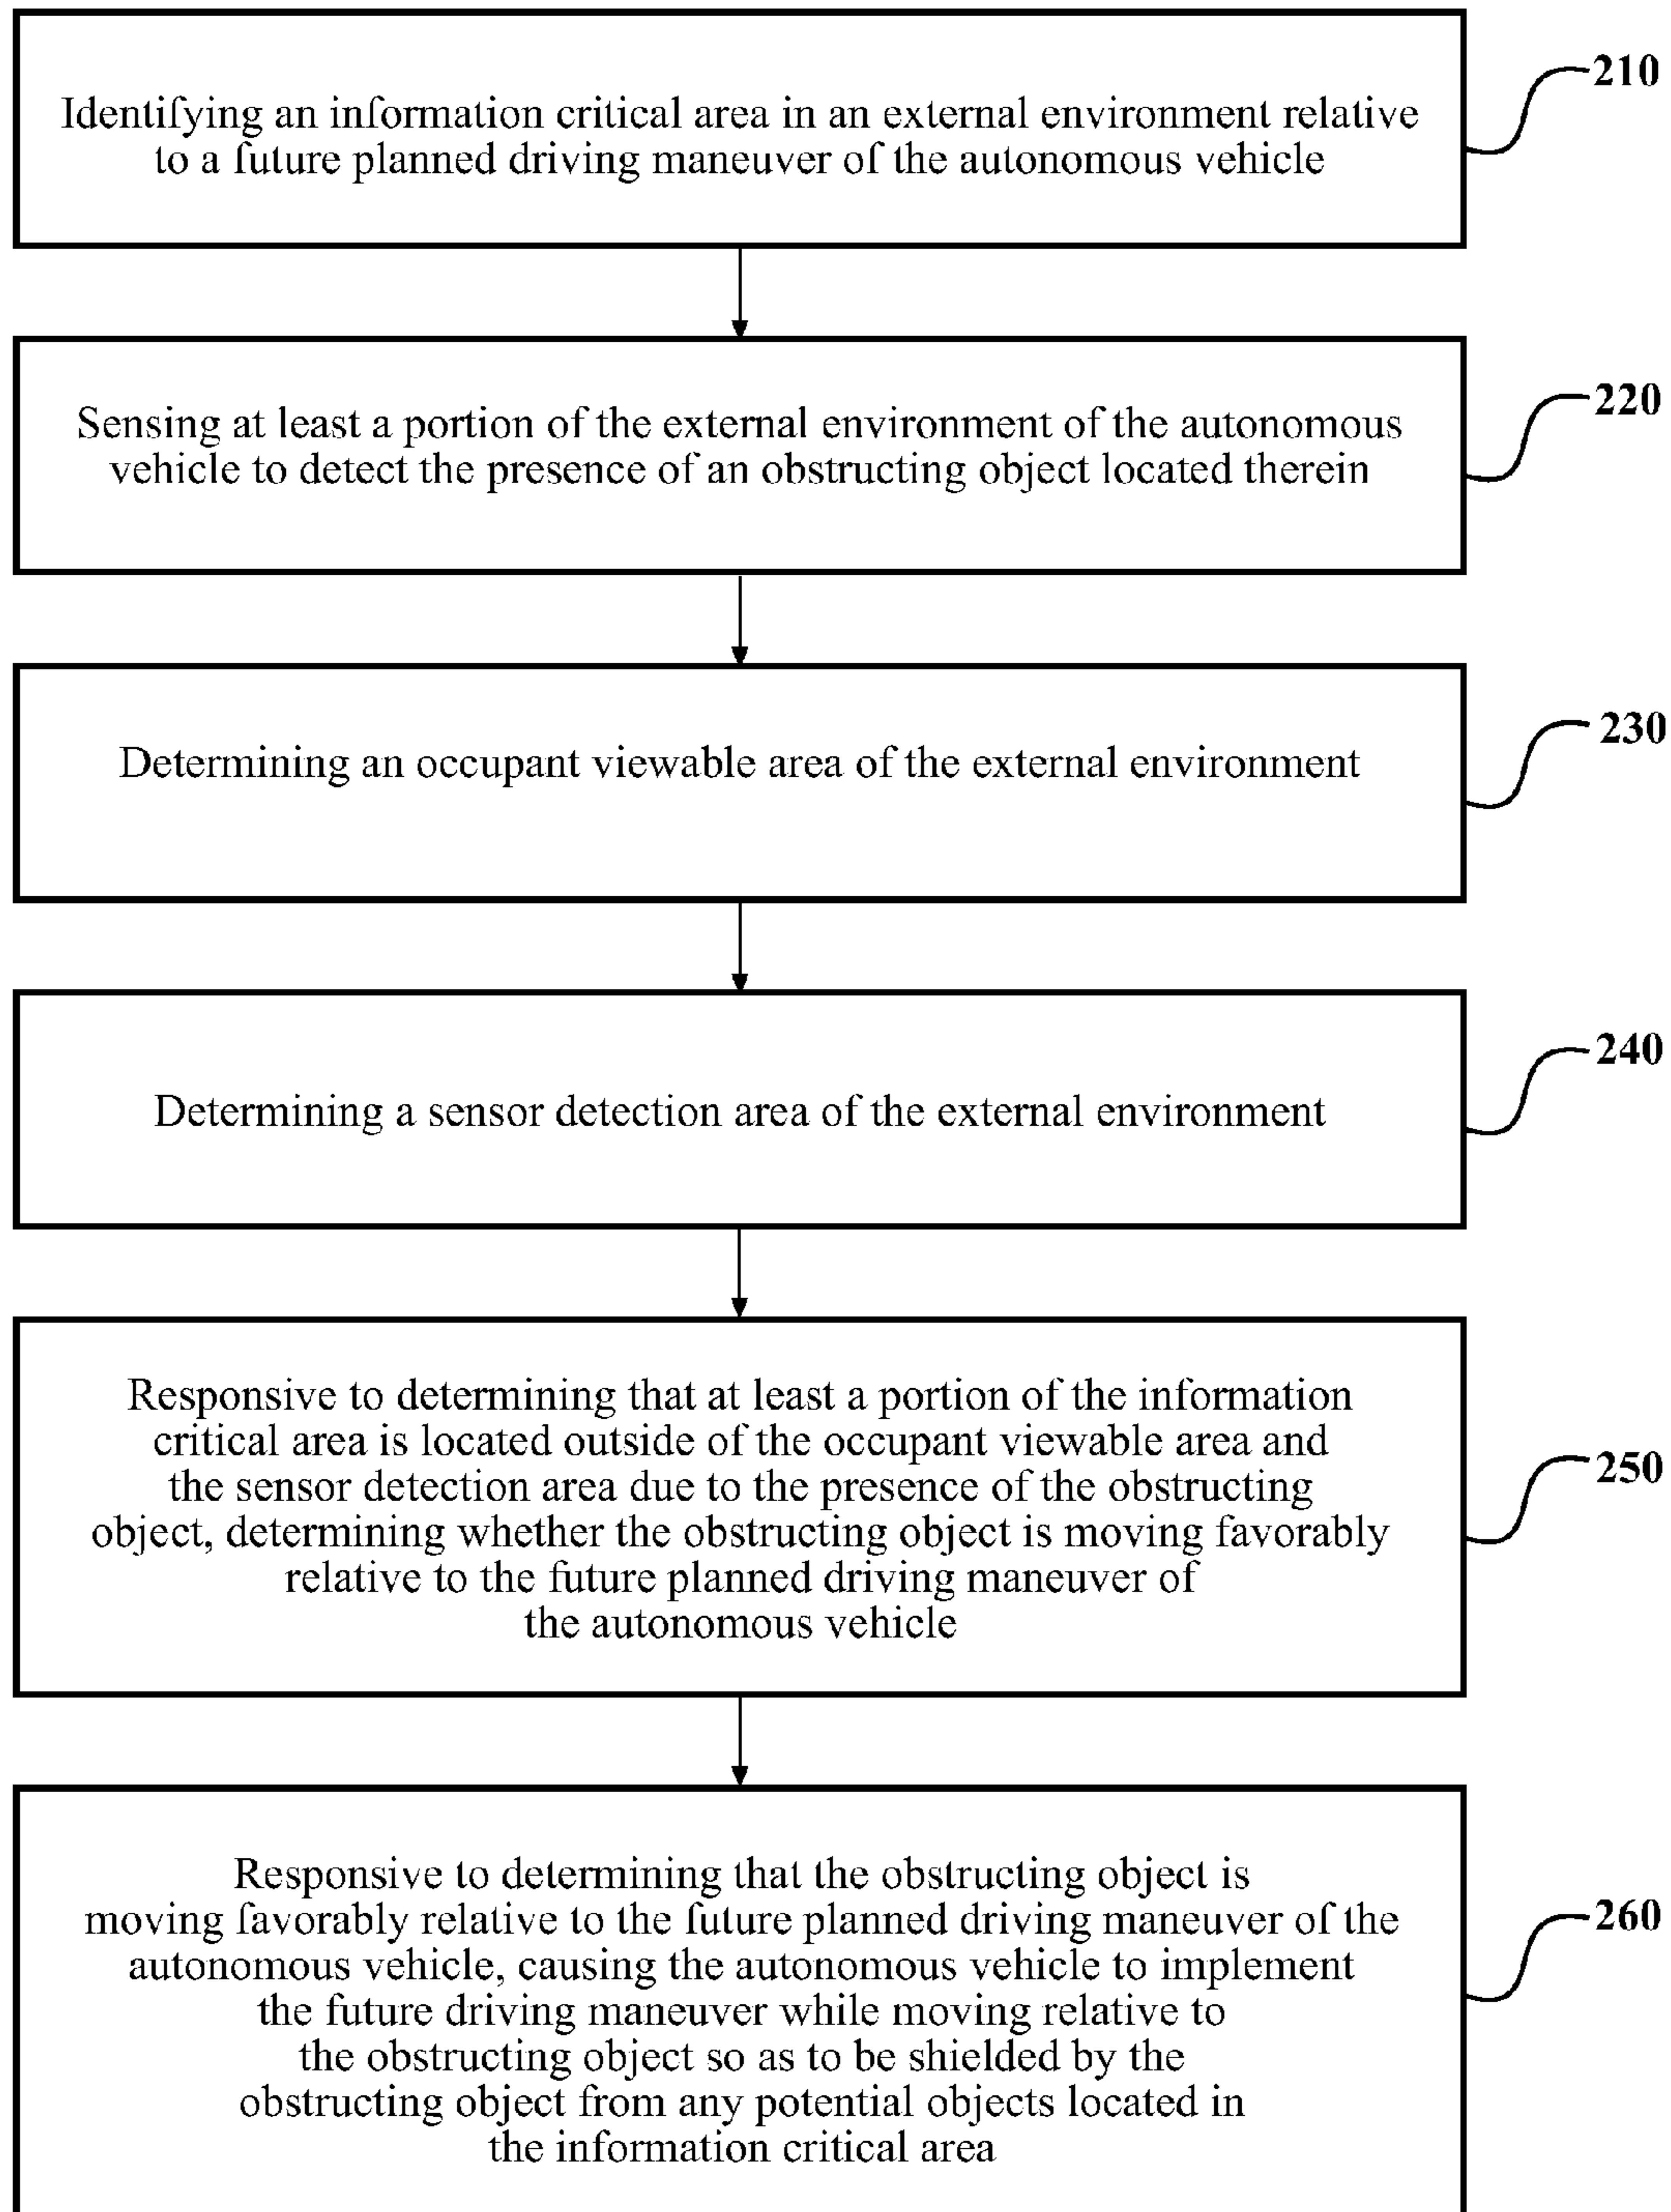 210
Identifying an information critical area in an external environment relative
to a future planned driving maneuver of the autonomous vehicle
220
Sensing at least a portion of the external environment of the autonomous
vehicle to detect the presence of an obstructing object located therein
230
Determining an occupant viewable area of the external environment
240
Determining a sensor detection area of the external environment
250
Responsive to determining that at least a portion of the information
critical area is located outside of the occupant viewable area and
the sensor detection area due to the presence of the obstructing
object, determining whether the obstructing object is moving favorably
relative to the future planned driving maneuver of
the autonomous vehicle
260
Responsive to determining that the obstructing object is
moving favorably relative to the future planned driving maneuver of the
autonomous vehicle, causing the autonomous vehicle to implement
the future driving maneuver while moving relative to
the obstructing object so as to be shielded by the
obstructing object from any potential objects located in
the information critical area